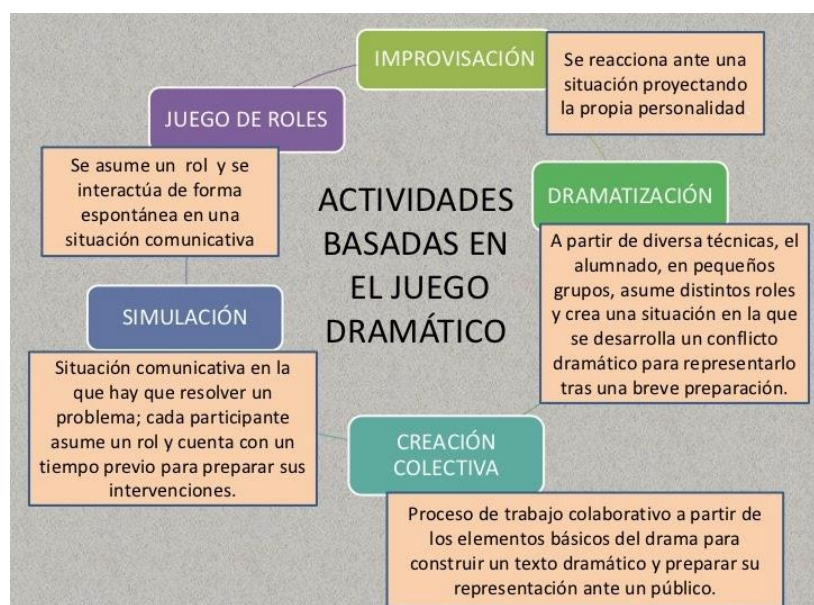 ACTIVIDADES
BASADAS EN
EL JUEGO
DRAMÁTICO
IMPROVISACIÓN
Se reacciona ante una
situación proyectando
la propia personalidad
DRAMATIZACIÓN
A partir de diversa técnicas, el
alumnado, en pequeños
grupos, asume distintos roles
y crea una situación en la que
se desarrolla un conflicto
dramático para representarlo
tras una breve preparación.
CREACIÓN
COLECTIVA
Proceso de trabajo colaborativo a partir de
los elementos básicos del drama para
construir un texto dramático y preparar su
representación ante un público.
SIMULACIÓN
Situación comunicativa en la
que hay que resolver un
problema; cada participante
asume un rol y cuenta con un
tiempo previo para preparar sus
intervenciones.
JUEGO DE ROLES
Se asume un rol y se
interactúa de forma
espontánea en una
situación comunicativa